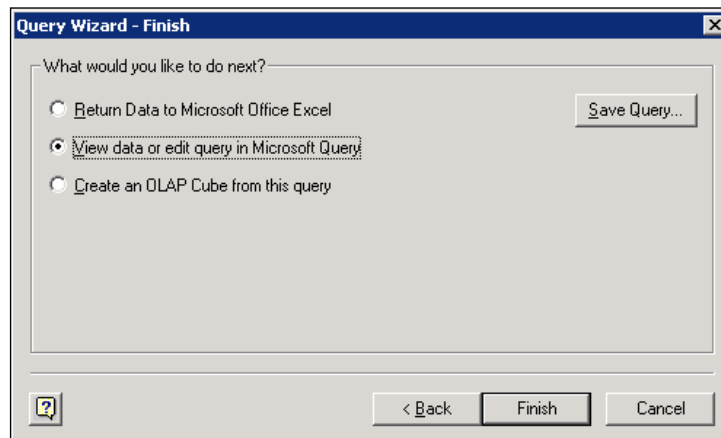 Query Wizard - Finish
What would you like to do next?
Return Data to Microsoft Office Excel
Save Query...
View data or edit query in Microsoft Query
Create an OLAP Cube from this query
< Back
Finish
Cancel